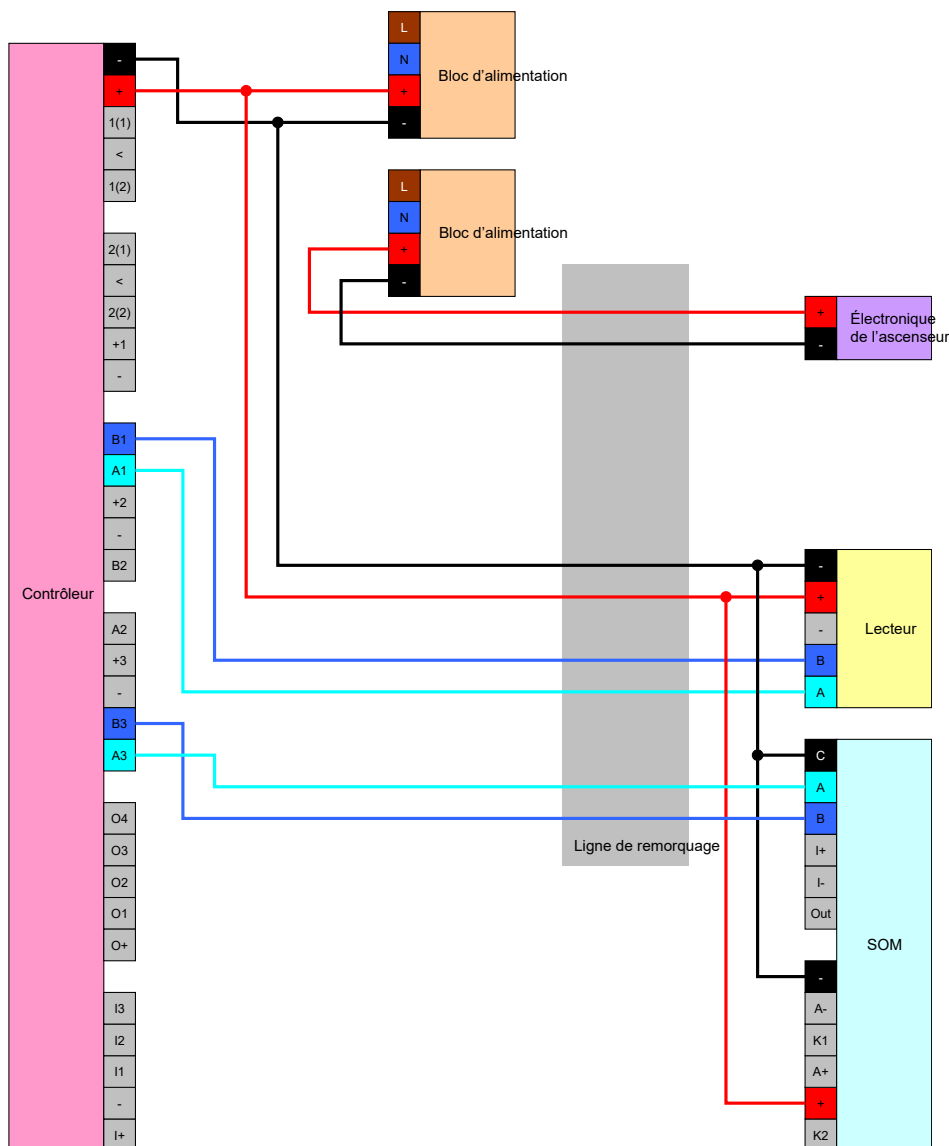 Contrôleur
-
+
1(1)
<
1(2)
2(1)
<
2(2)
+1
-
B1
A1
+2
-
B2
A2
+3
-
B3
A3
O4
O3
O2
O1
O+
I3
I2
I1
-
I+
L
N
+
-
Bloc d'alimentation
L
N
+
-
Bloc d'alimentation
Ligne de remorquage
+
-
Électronique
de l'ascenseur
-
+
-
B
A
Lecteur
C
A
B
I+
I-
Out
-
A-
K1
A+
+
K2
SOM